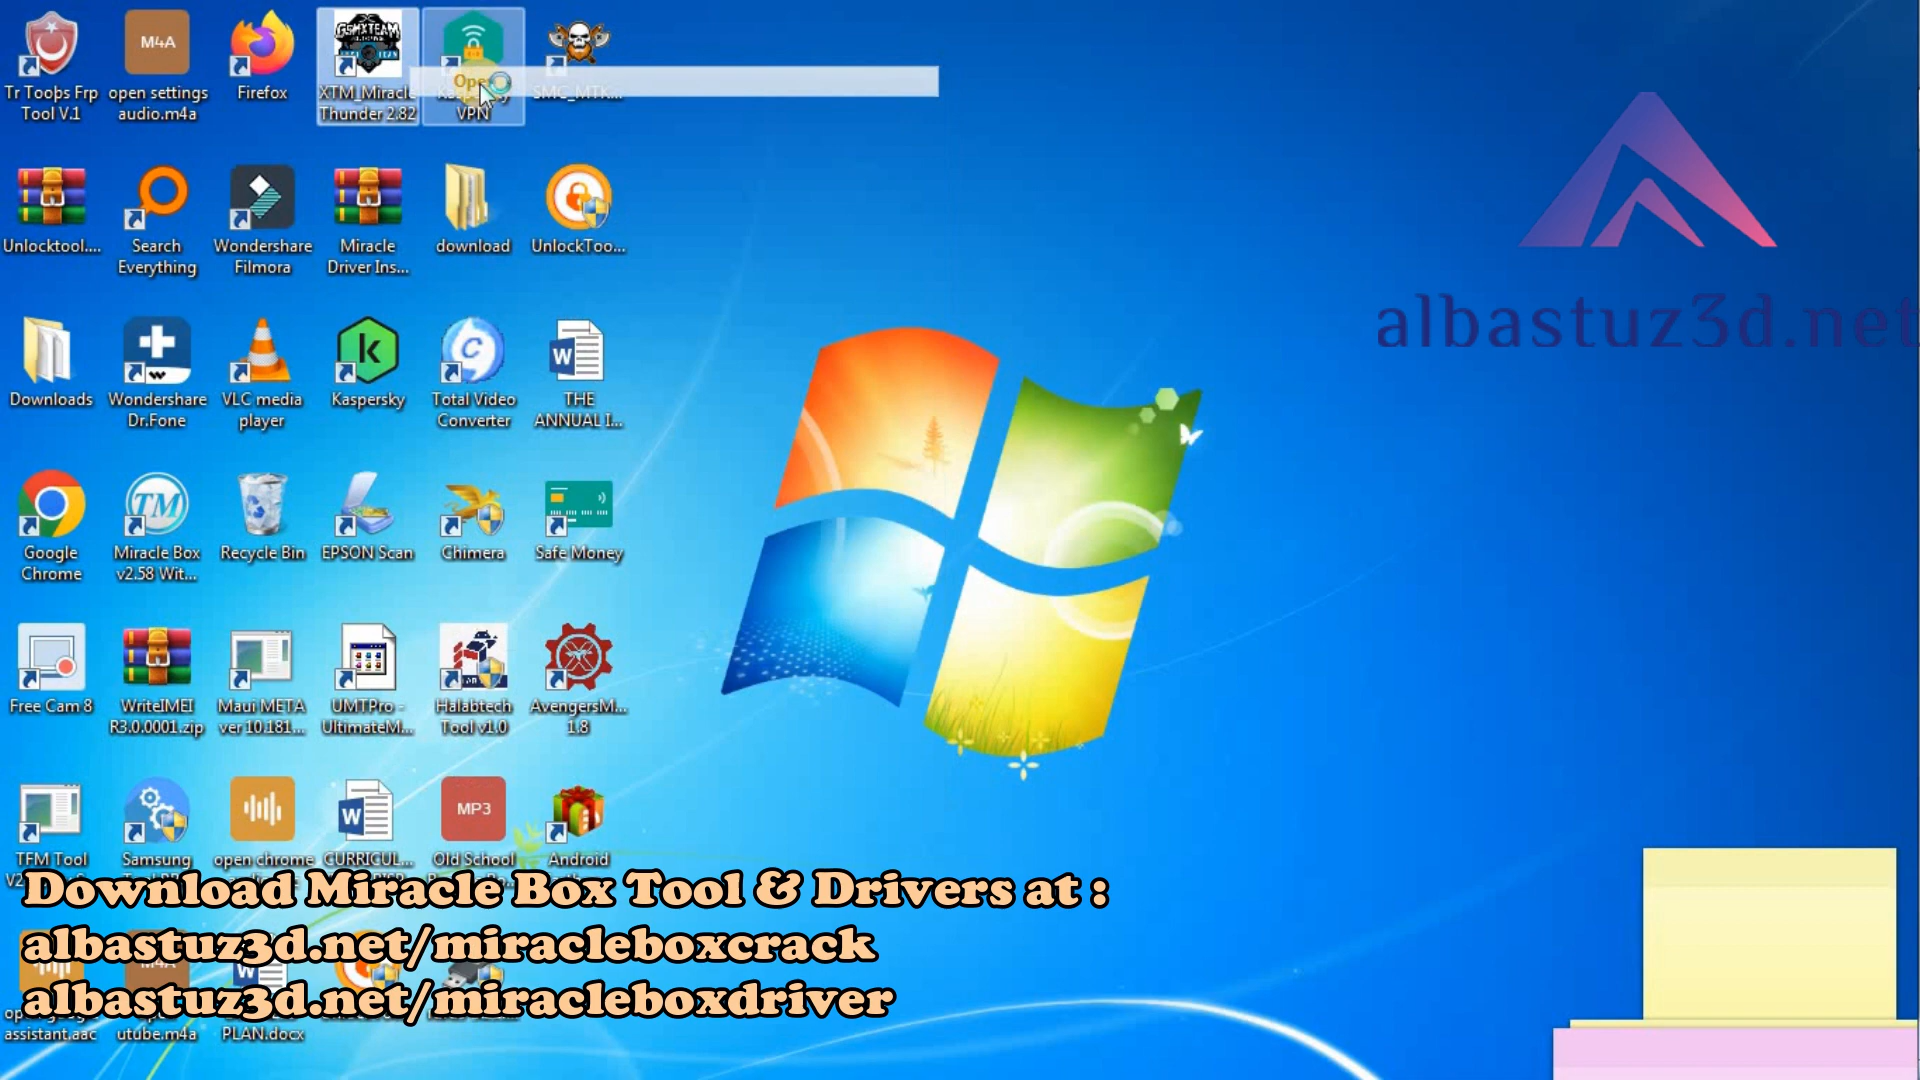 Tr Tools Frp Tool V.1
M4A
open settings audio.m4a
Firefox
GSMXTEAM
XTM_Miracle Thunder 2.82
Open
VPN
SMC_MTK...
albastuz3d.net
Unlocktool....
Search Everything
Wondershare Filmora
Miracle Driver Ins...
download
UnlockToo...
Downloads
Wondershare Dr.Fone
VLC media player
Kaspersky
Total Video Converter
THE ANNUAL I...
Google Chrome
Miracle Box v2.58 Wit...
Recycle Bin
EPSON Scan
Chimera
Safe Money
Free Cam 8
WriteIMEI R3.0.0001.zip
Maui META ver 10.181...
UMTPro - UltimateM...
Halabtech Tool v1.0
AvengersM... 1.8
TFM Tool
Samsung
open chrome
CURRICUL...
MP3
Old School
Android
Download Miracle Box Tool & Drivers at :
albastuz3d.net/miracleboxcrack
albastuz3d.net/miracleboxdriver
assistant.aac
utube.m4a
PLAN.docx